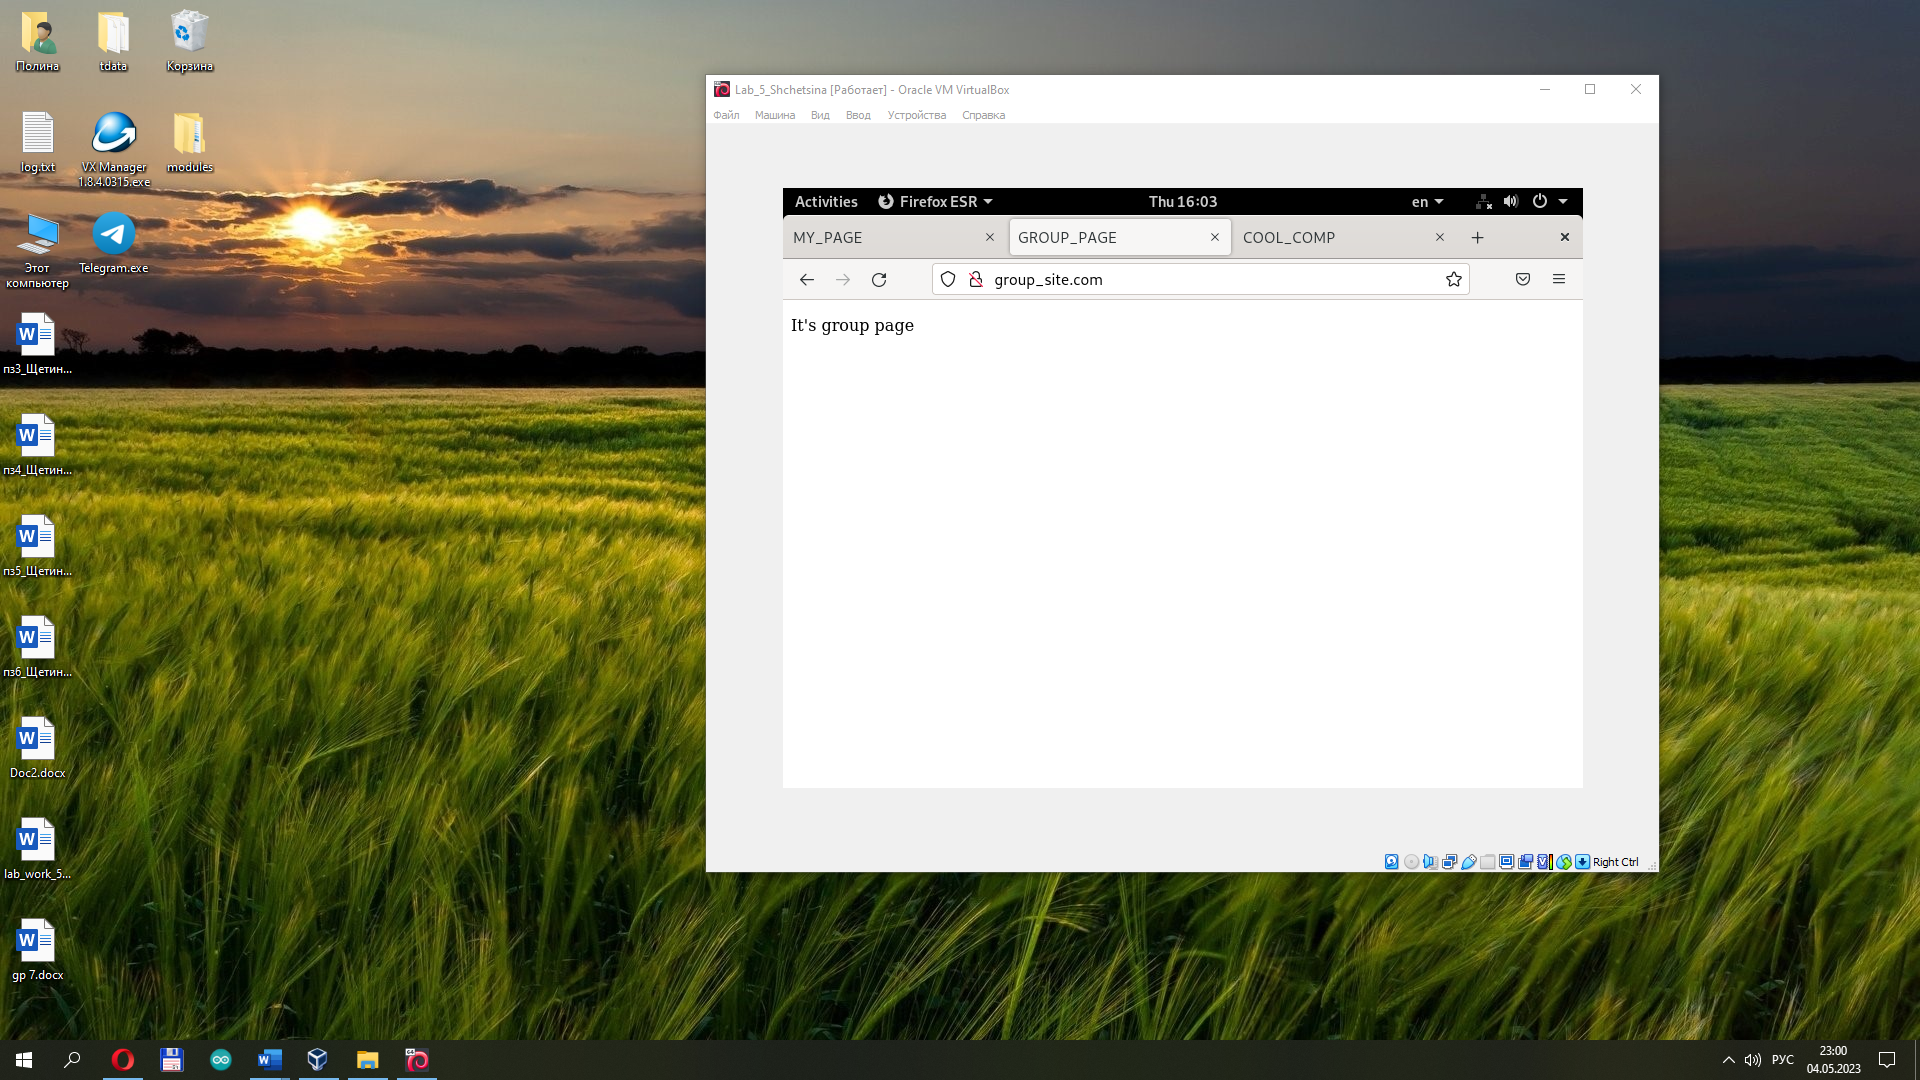 Полина
tdata
Корзина
log.txt
VX Manager
1.8.4.0315.exe
modules
Этот
компьютер
Telegram.exe
пз3_Щетин...
пз4_Щетин...
пз5_Щетин...
пз6_Щетин...
Doc2.docx
lab_work_5...
gp 7.docx
Lab_5_Shchetsina [Работает] - Oracle VM VirtualBox
Файл Машина Вид Ввод Устройства Справка
Activities Firefox ESR Thu 16:03 en
MY_PAGE GROUP_PAGE COOL_COMP
group_site.com
It's group page
Right Ctrl
РУС
23:00
04.05.2023